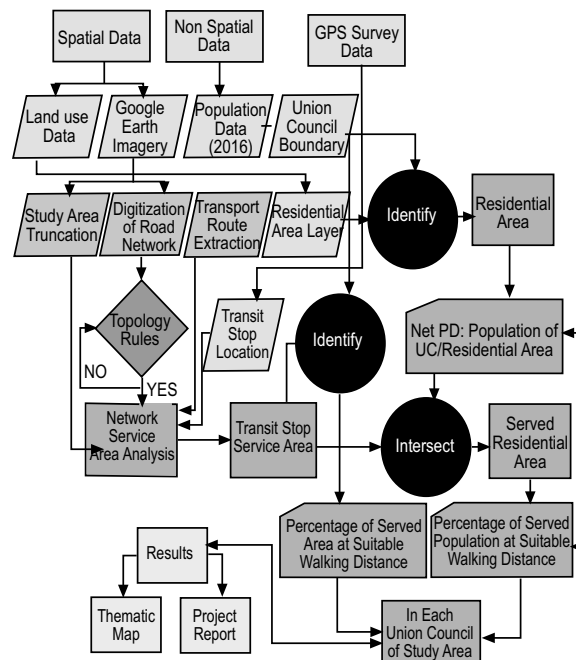 Spatial Data
Non Spatial
Data
GPS Survey
Data
Land use
Data
Google
Earth
Imagery
Population
Data
(2016)
Union
Council
Boundary
Study Area
Truncation
Digitization
of Road
Network
Transport
Route
Extraction
Residential
Area Layer
Identify
Residential
Area
Topology
Rules
NO
YES
Transit
Stop
Location
Identify
Net PD: Population of
UC/Residential Area
Network
Service
Area Analysis
Transit Stop
Service Area
Intersect
Served
Residential
Area
Percentage of Served
Area at Suitable
Walking Distance
Percentage of Served
Population at Suitable
Walking Distance
Results
Thematic
Map
Project
Report
In Each
Union Council
of Study Area